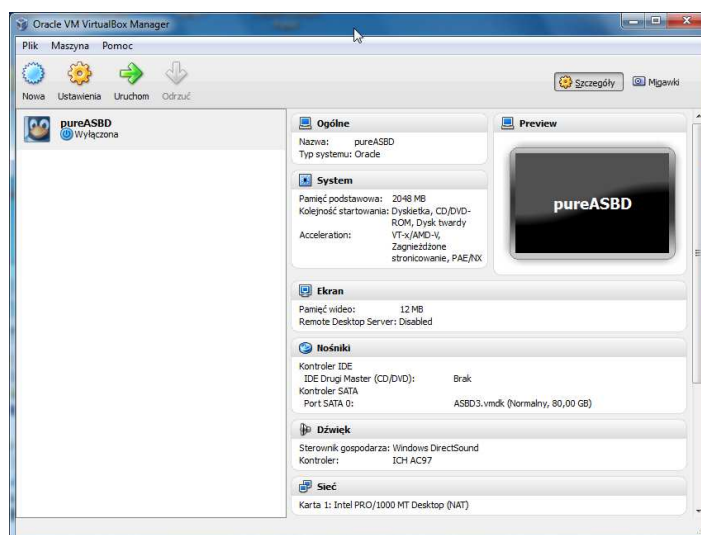 Oracle VM VirtualBox Manager
Plik Maszyna Pomoc
Nowa Ustawienia Uruchom Odrzuć
Szczegóły Migawki
pureASBD
Wyłączona
Ogólne
Nazwa: pureASBD
Typ systemu: Oracle
System
Pamięć podstawowa: 2048 MB
Kolejność startowania: Dyskietka, CD/DVD-
ROM, Dysk twardy
Acceleration: VT-x/AMD-V,
Zagnieżdżone
stronicowanie, PAE/NX
Preview
pureASBD
Ekran
Pamięć wideo: 12 MB
Remote Desktop Server: Disabled
Nośniki
Kontroler IDE
IDE Drugi Master (CD/DVD): Brak
Kontroler SATA
Port SATA 0: ASBD3.vmdk (Normalny, 80,00 GB)
Dźwięk
Sterownik gospodarza: Windows DirectSound
Kontroler: ICH AC97
Sieć
Karta 1: Intel PRO/1000 MT Desktop (NAT)